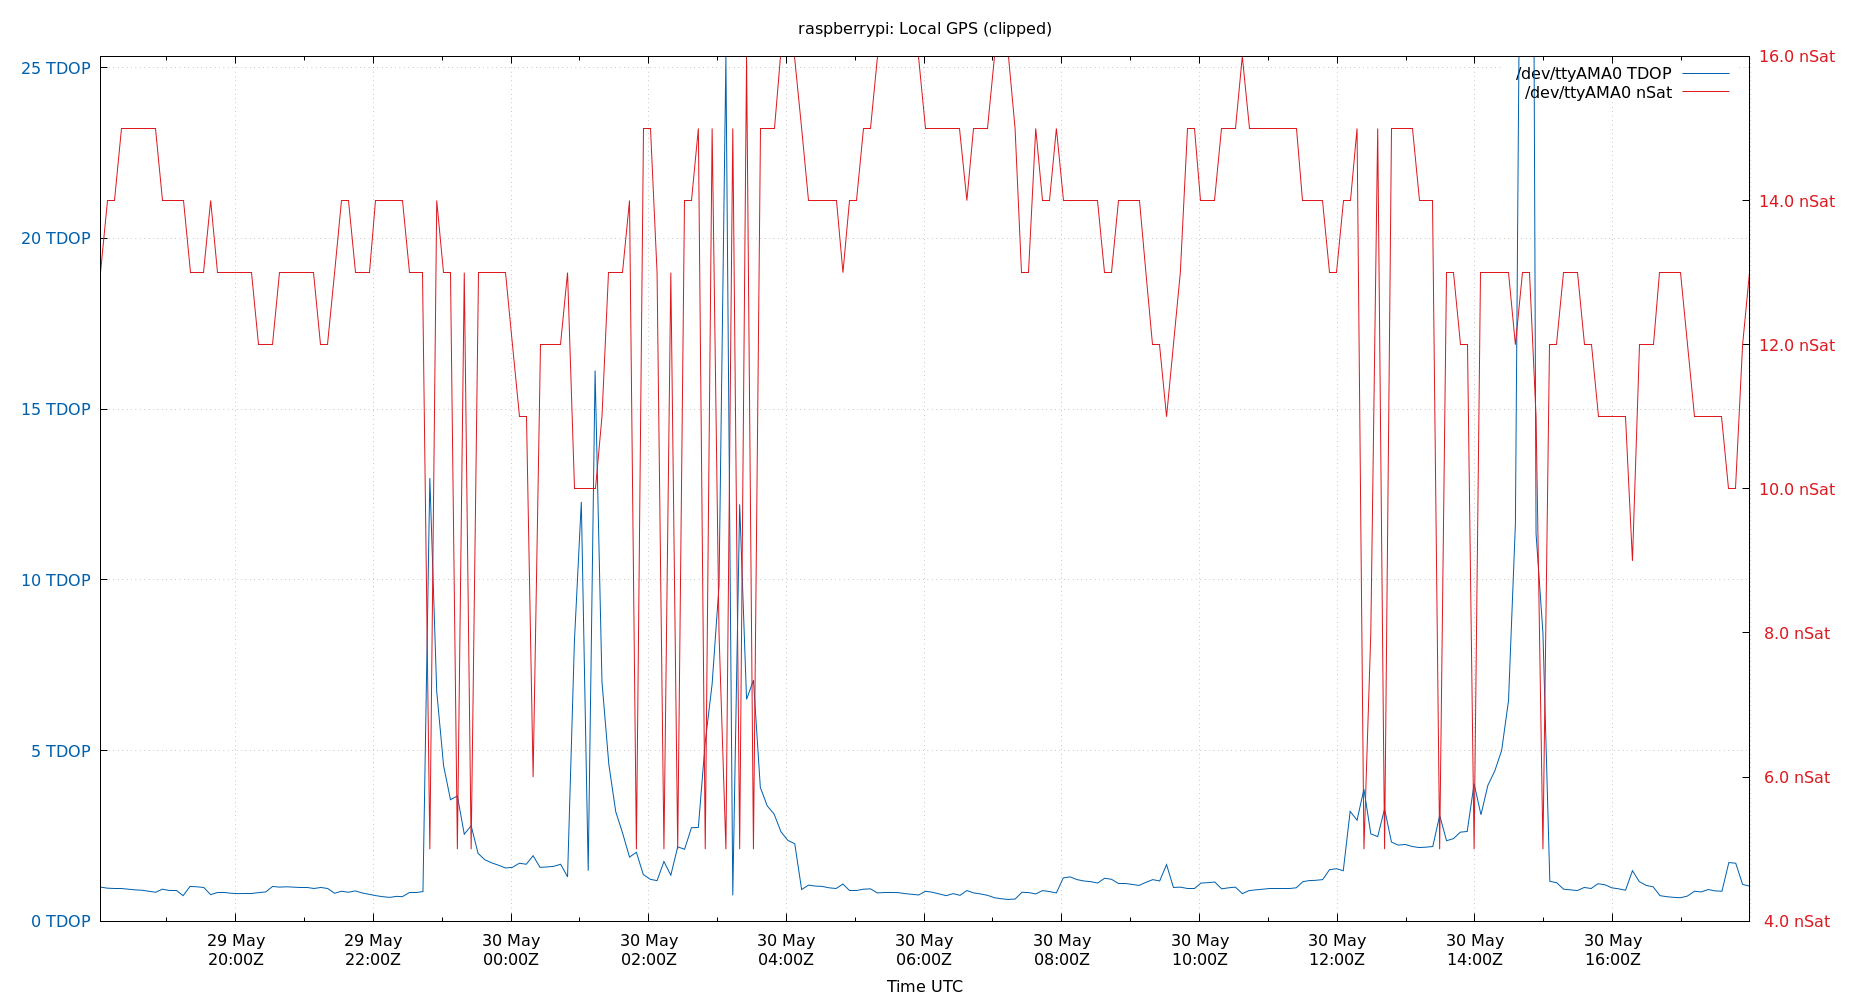 raspberrypi: Local GPS (clipped)
25 TDOP
20 TDOP
15 TDOP
10 TDOP
5 TDOP
0 TDOP
16.0 nSat
14.0 nSat
12.0 nSat
10.0 nSat
8.0 nSat
6.0 nSat
4.0 nSat
/dev/ttyAMA0 TDOP
/dev/ttyAMA0 nSat
29 May
20:00Z
29 May
22:00Z
30 May
00:00Z
30 May
02:00Z
30 May
04:00Z
30 May
06:00Z
30 May
08:00Z
30 May
10:00Z
30 May
12:00Z
30 May
14:00Z
30 May
16:00Z
Time UTC